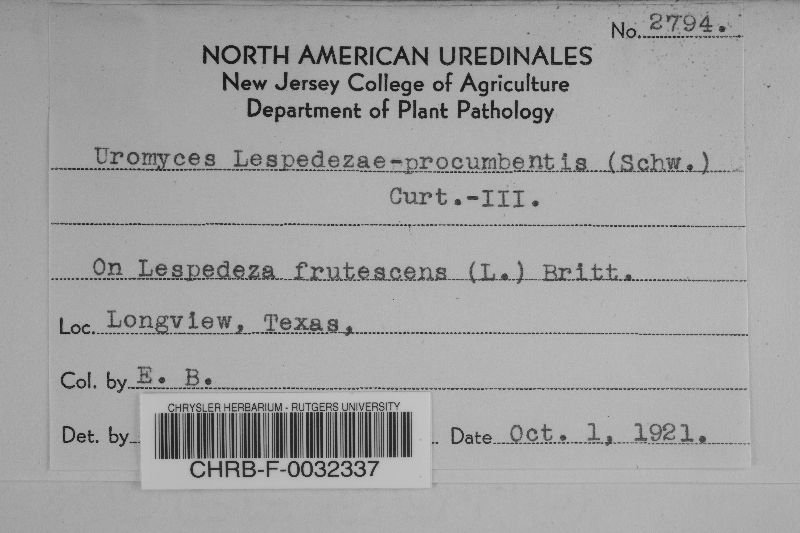 No. 2794.
NORTH AMERICAN UREDINALES
New Jersey College of Agriculture
Department of Plant Pathology
Uromyces Lespedezae-procumbentis (Schw.)
Curt.-III.
On Lespedeza frutescens (L.) Britt.
Loc. Longview, Texas,
Col. by E. B.
Det. by Date Oct. 1, 1921.
CHRYSLER HERBARIUM - RUTGERS UNIVERSITY
CHRB-F-0032337